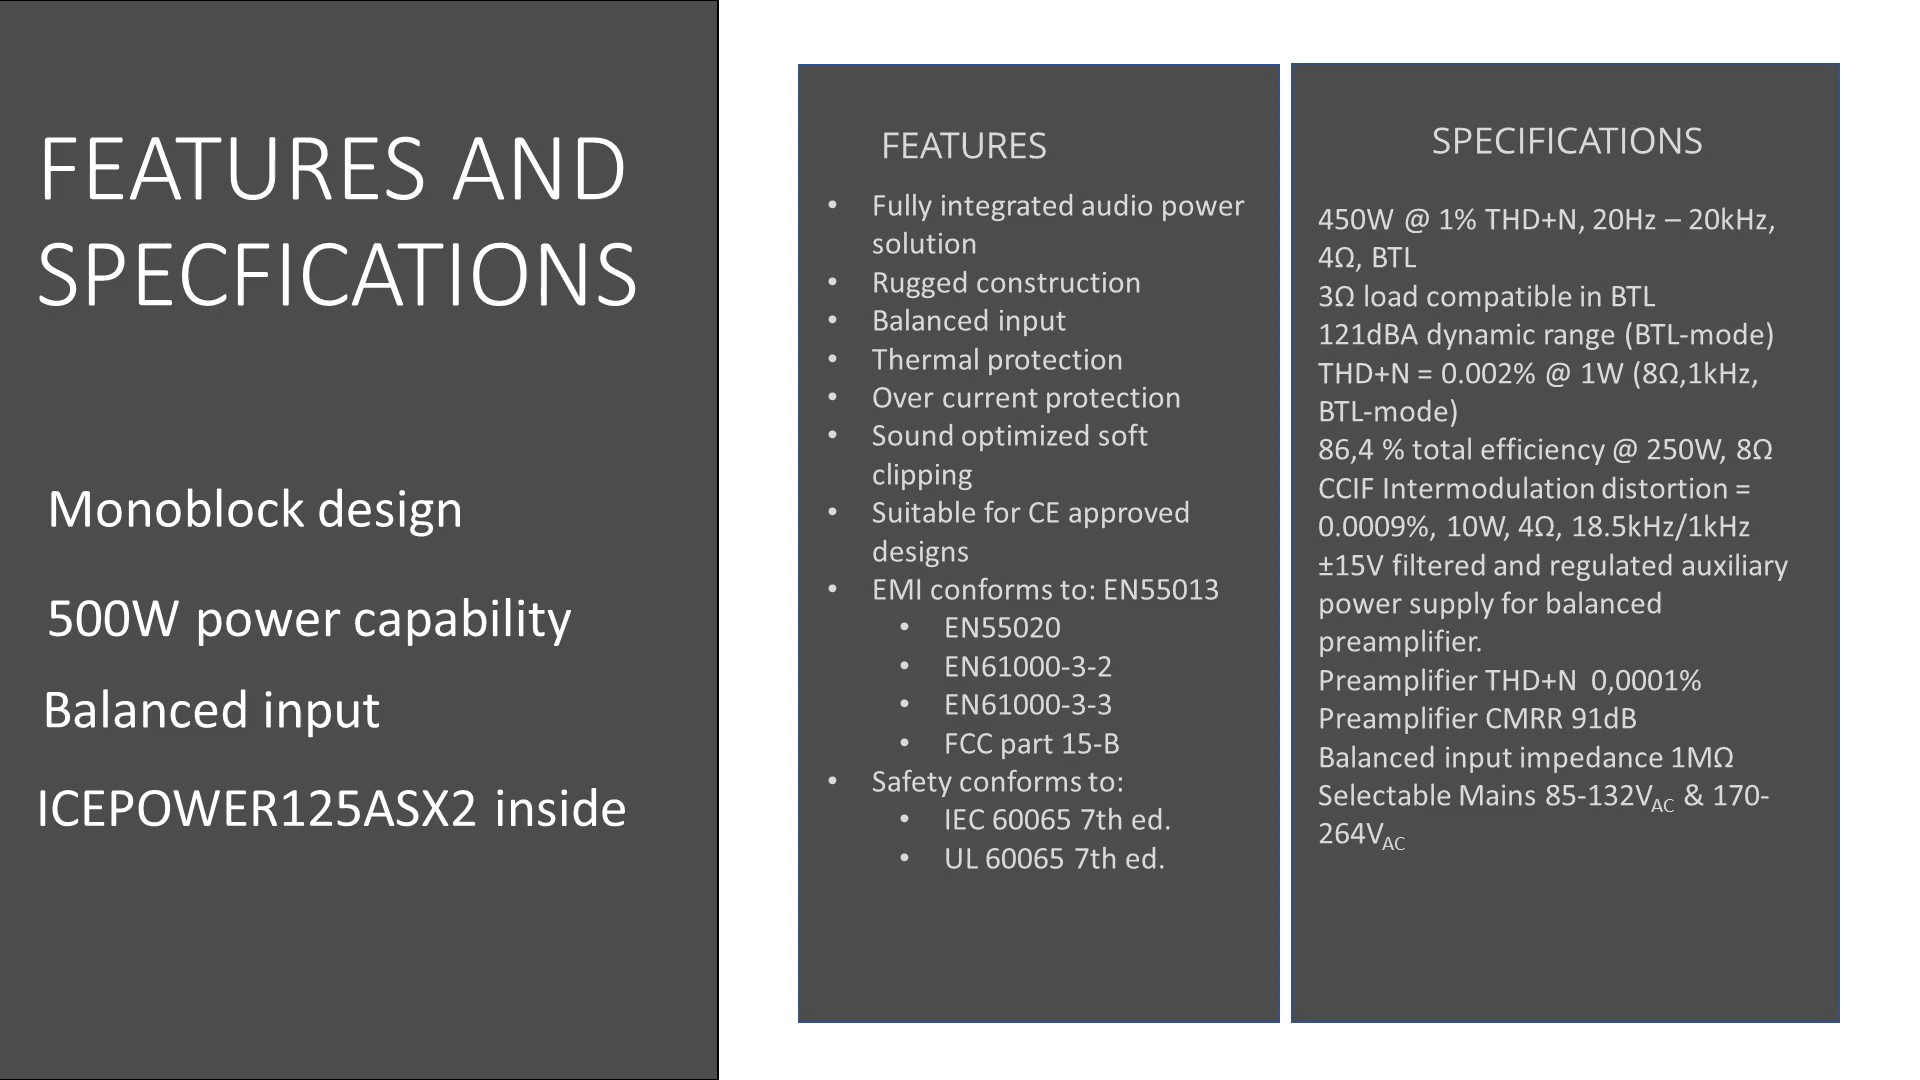 FEATURES AND
SPECFICATIONS
Monoblock design
500W power capability
Balanced input
ICEPOWER125ASX2 inside
FEATURES
• Fully integrated audio power
solution
• Rugged construction
• Balanced input
• Thermal protection
• Over current protection
• Sound optimized soft
clipping
• Suitable for CE approved
designs
• EMI conforms to: EN55013
• EN55020
• EN61000-3-2
• EN61000-3-3
• FCC part 15-B
• Safety conforms to:
• IEC 60065 7th ed.
• UL 60065 7th ed.
SPECIFICATIONS
450W @ 1% THD+N, 20Hz – 20kHz,
4Ω, BTL
3Ω load compatible in BTL
121dBA dynamic range (BTL-mode)
THD+N = 0.002% @ 1W (8Ω,1kHz,
BTL-mode)
86,4 % total efficiency @ 250W, 8Ω
CCIF Intermodulation distortion =
0.0009%, 10W, 4Ω, 18.5kHz/1kHz
±15V filtered and regulated auxiliary
power supply for balanced
preamplifier.
Preamplifier THD+N  0,0001%
Preamplifier CMRR 91dB
Balanced input impedance 1MΩ
Selectable Mains 85-132VAC & 170-
264VAC